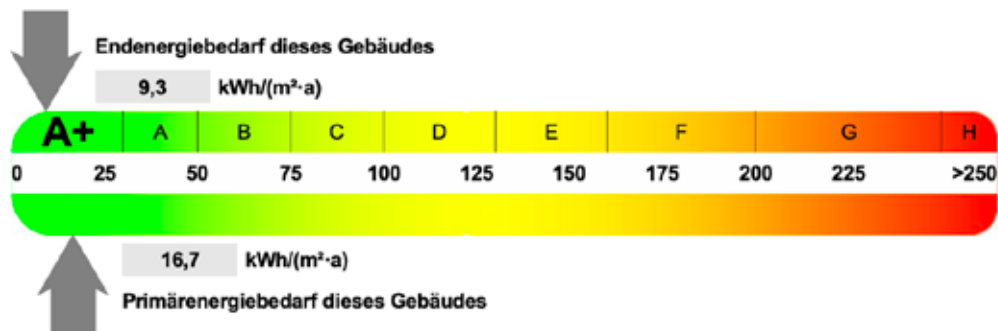 Endenergiebedarf dieses Gebäudes
9,3 kWh/(m²·a)
A+ A B C D E F G H
0 25 50 75 100 125 150 175 200 225 >250
16,7 kWh/(m²·a)
Primärenergiebedarf dieses Gebäudes